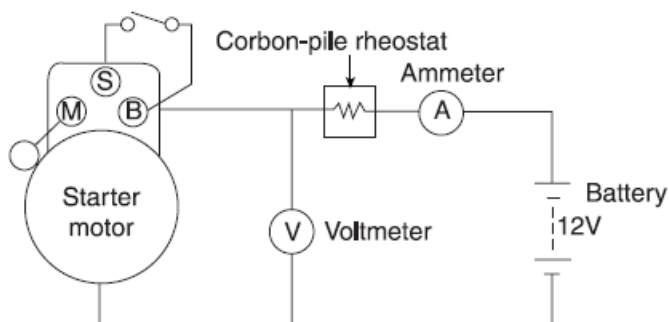 Corbon-pile rheostat
Ammeter
S
M
B
A
Starter
motor
V
Voltmeter
Battery
12V